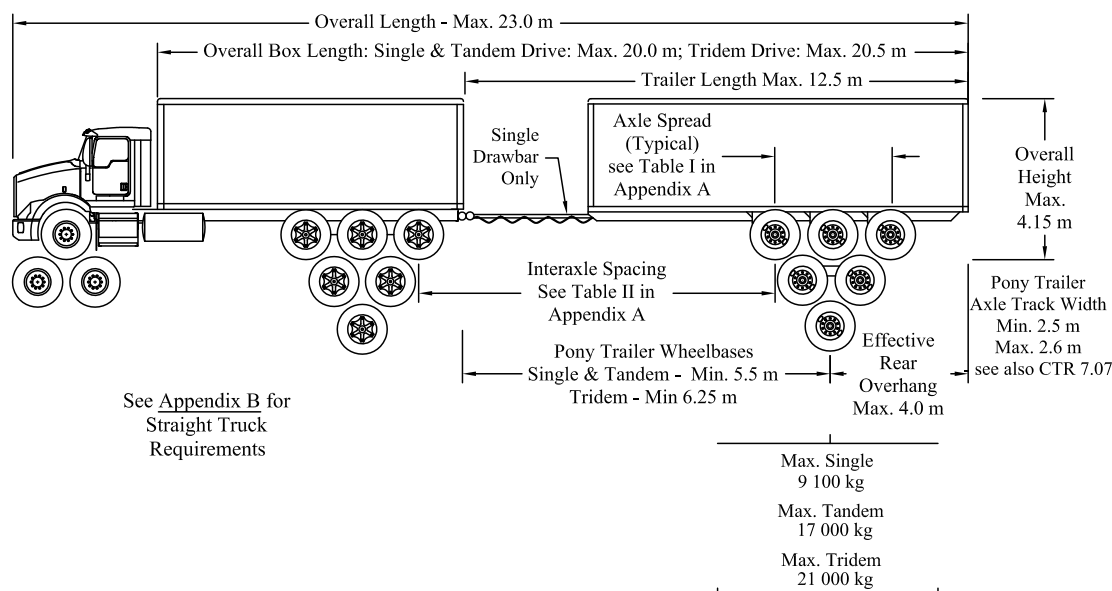 Overall Length - Max. 23.0 m
Overall Box Length: Single & Tandem Drive: Max. 20.0 m; Tridem Drive: Max. 20.5 m
Trailer Length Max. 12.5 m
Single
Drawbar
Only
Axle Spread
(Typical)
see Table I in
Appendix A
Overall
Height
Max.
4.15 m
Interaxle Spacing
See Table II in
Appendix A
Pony Trailer
Axle Track Width
Min. 2.5 m
Max. 2.6 m
see also CTR 7.07
Pony Trailer Wheelbases
Single & Tandem - Min. 5.5 m
Tridem - Min 6.25 m
Effective
Rear
Overhang
Max. 4.0 m
See Appendix B for
Straight Truck
Requirements
Max. Single
9 100 kg
Max. Tandem
17 000 kg
Max. Tridem
21 000 kg